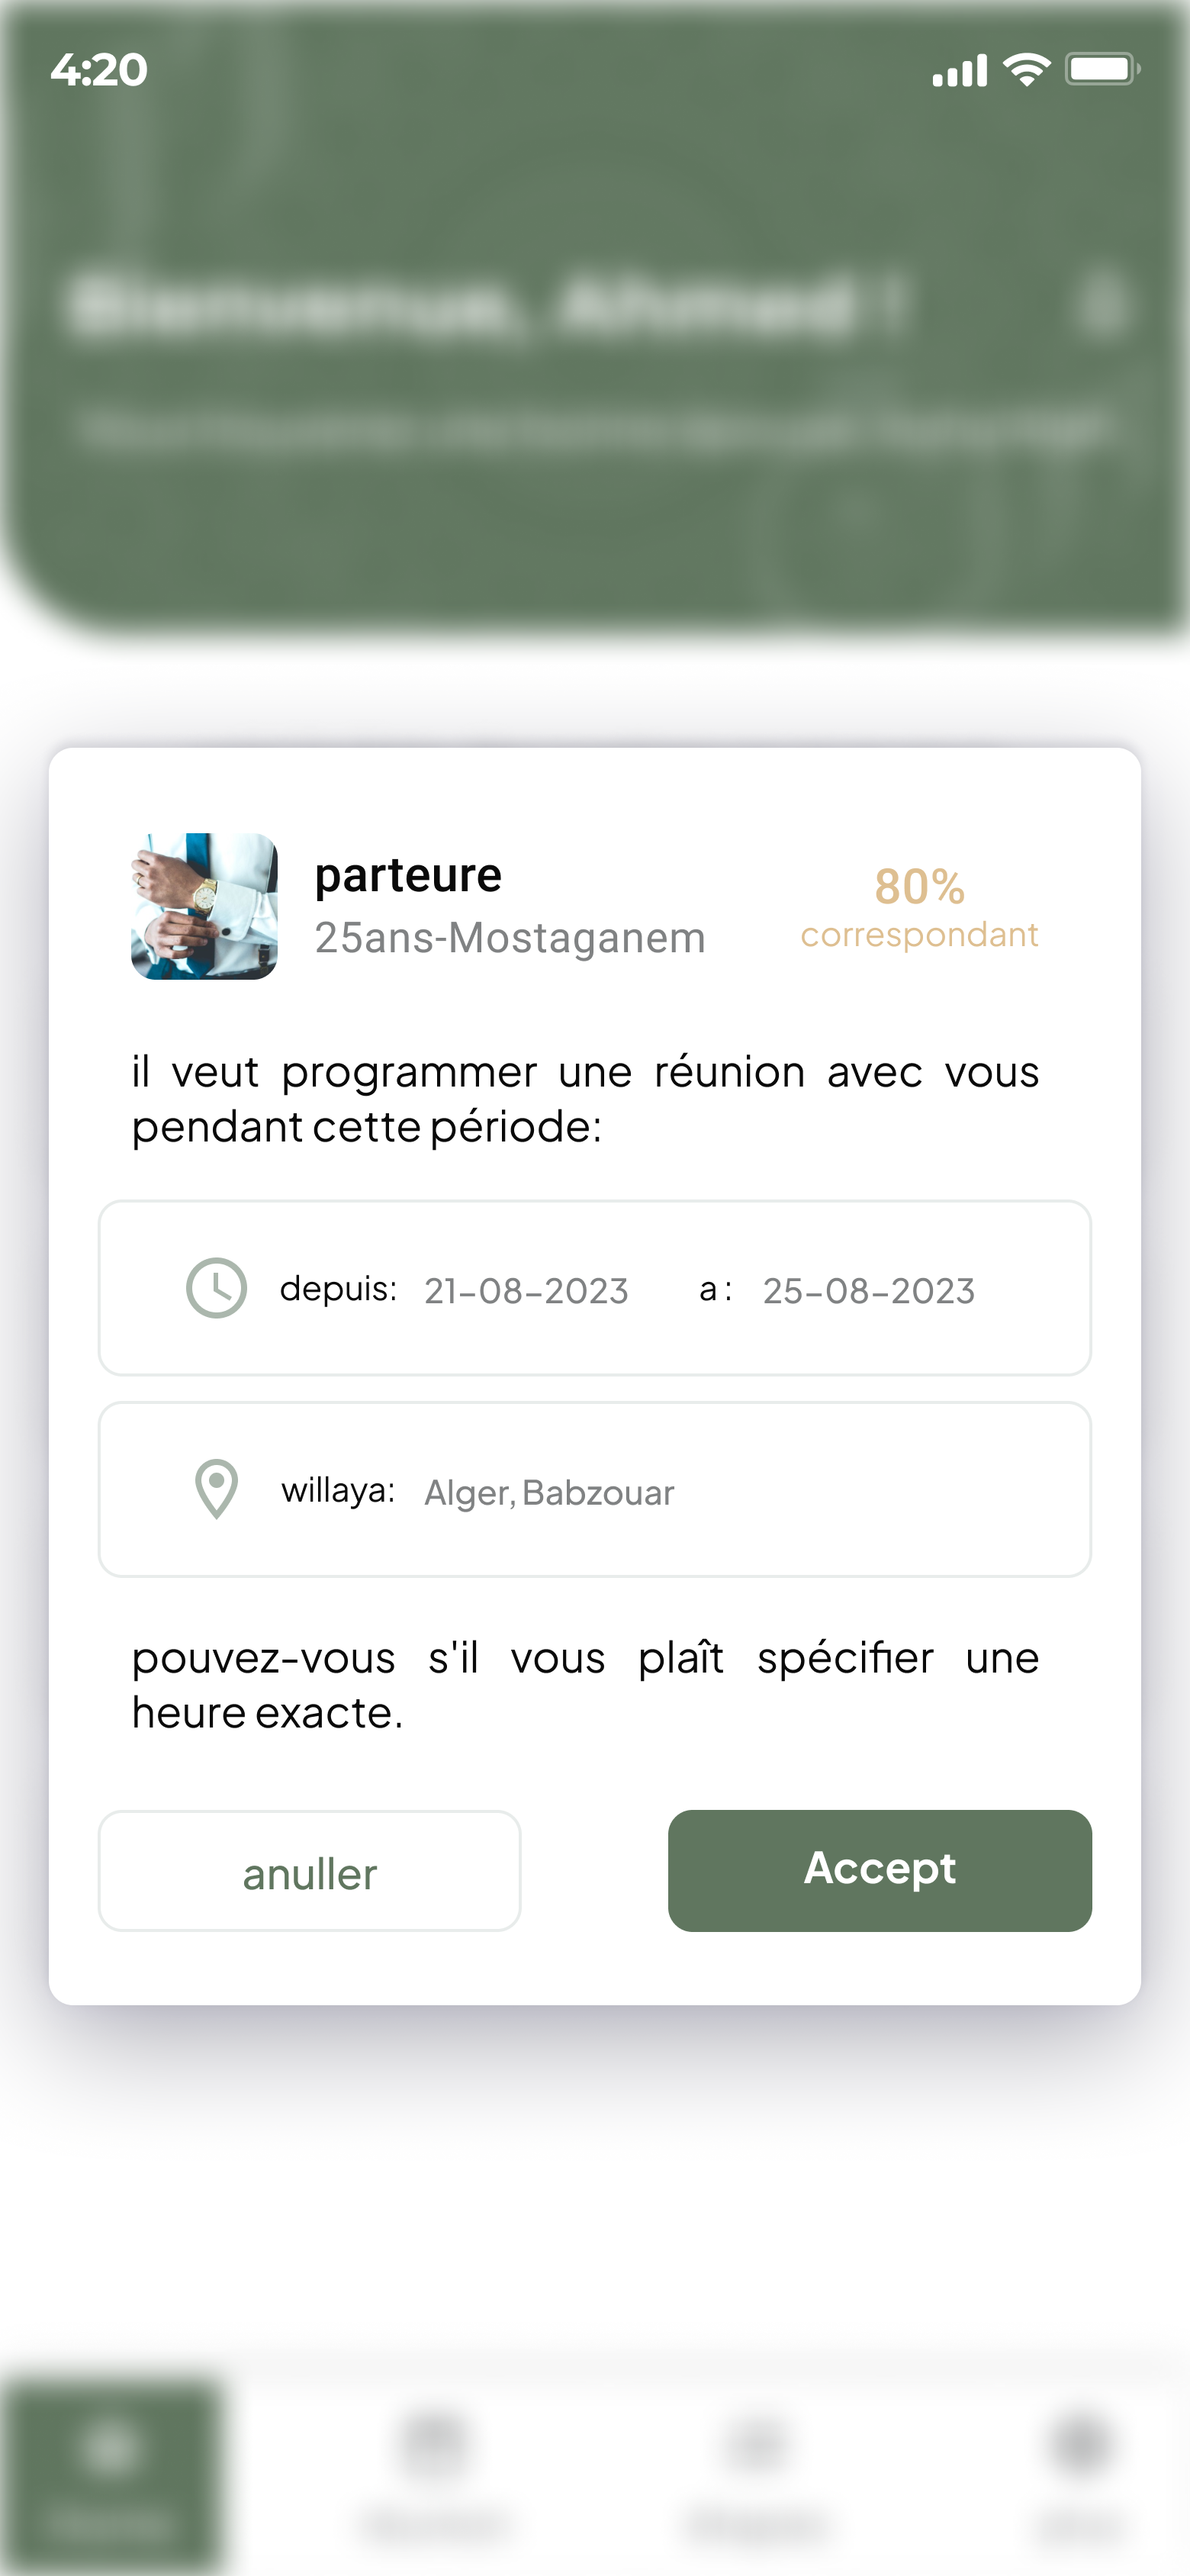 4:20
Bienvenue, Ahmed !
parteure
25ans-Mostaganem
80%
correspondant
il veut programmer une réunion avec vous
pendant cette période:
depuis: 21-08-2023 a : 25-08-2023
willaya: Alger, Babzouar
pouvez-vous s'il vous plaît spécifier une
heure exacte.
anuller
Accept